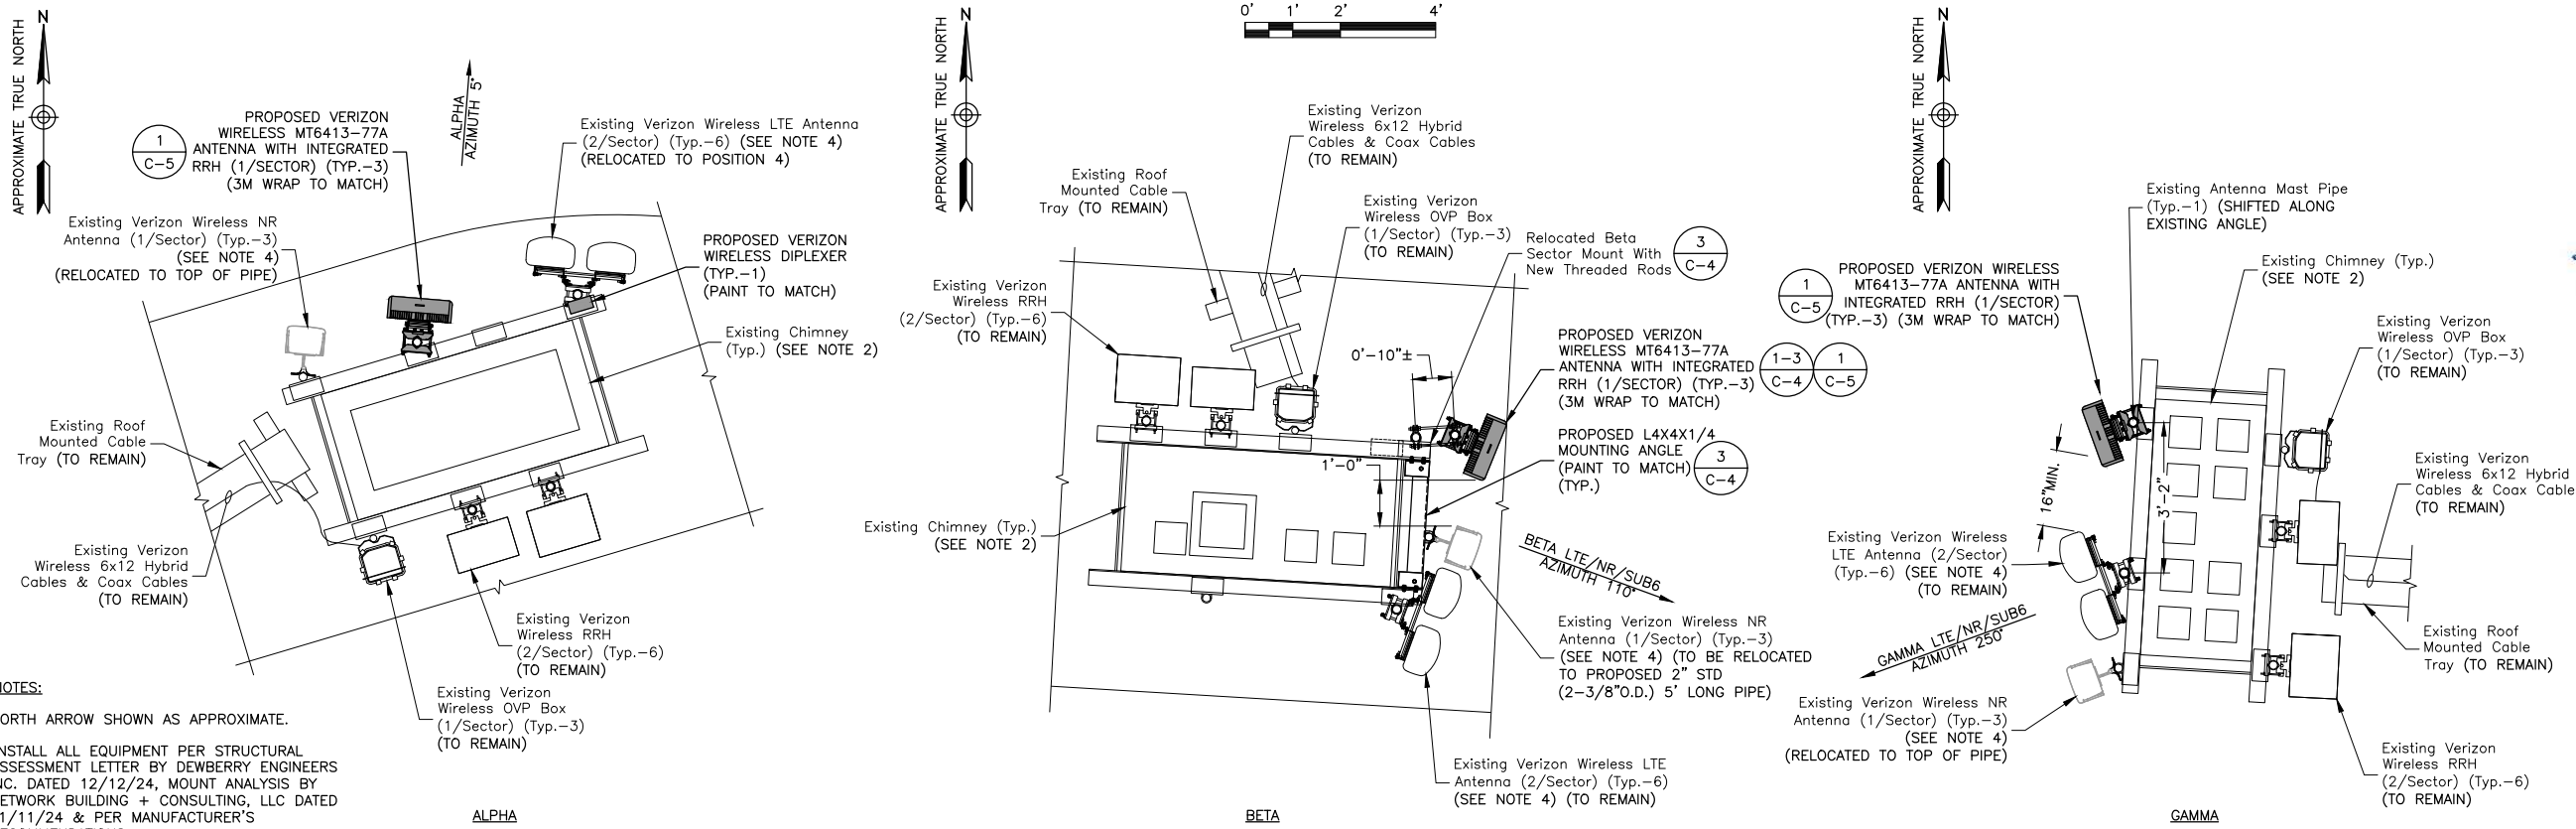 0' 1' 2' 4'
N
APPROXIMATE TRUE NORTH
ALPHA
AZIMUTH 5°
1
C-5
PROPOSED VERIZON
WIRELESS MT6413-77A
ANTENNA WITH INTEGRATED
RRH (1/SECTOR) (TYP.-3)
(3M WRAP TO MATCH)
Existing Verizon Wireless LTE Antenna
(2/Sector) (Typ.-6) (SEE NOTE 4)
(RELOCATED TO POSITION 4)
Existing Verizon Wireless NR
Antenna (1/Sector) (Typ.-3)
(SEE NOTE 4)
(RELOCATED TO TOP OF PIPE)
PROPOSED VERIZON
WIRELESS DIPLEXER
(TYP.-1)
(PAINT TO MATCH)
Existing Chimney
(Typ.) (SEE NOTE 2)
Existing Roof
Mounted Cable
Tray (TO REMAIN)
Existing Verizon
Wireless 6x12 Hybrid
Cables & Coax Cables
(TO REMAIN)
Existing Verizon
Wireless RRH
(2/Sector) (Typ.-6)
(TO REMAIN)
Existing Verizon
Wireless OVP Box
(1/Sector) (Typ.-3)
(TO REMAIN)
NOTES:
ORTH ARROW SHOWN AS APPROXIMATE.
NSTALL ALL EQUIPMENT PER STRUCTURAL
SSESSMENT LETTER BY DEWBERRY ENGINEERS
NC. DATED 12/12/24, MOUNT ANALYSIS BY
ETWORK BUILDING + CONSULTING, LLC DATED
1/11/24 & PER MANUFACTURER'S
ALPHA
N
APPROXIMATE TRUE NORTH
Existing Verizon
Wireless 6x12 Hybrid
Cables & Coax Cables
(TO REMAIN)
Existing Roof
Mounted Cable
Tray (TO REMAIN)
Existing Verizon
Wireless OVP Box
(1/Sector) (Typ.-3)
(TO REMAIN)
Relocated Beta
Sector Mount With
New Threaded Rods
3
C-4
Existing Verizon
Wireless RRH
(2/Sector) (Typ.-6)
(TO REMAIN)
0'-10"±
PROPOSED VERIZON
WIRELESS MT6413-77A
ANTENNA WITH INTEGRATED
RRH (1/SECTOR) (TYP.-3)
(3M WRAP TO MATCH)
1-3
C-4
1
C-5
1'-0"
PROPOSED L4X4X1/4
MOUNTING ANGLE
(PAINT TO MATCH)
(TYP.)
3
C-4
Existing Chimney (Typ.)
(SEE NOTE 2)
BETA LTE/NR/SUB6
AZIMUTH 110°
Existing Verizon Wireless NR
Antenna (1/Sector) (Typ.-3)
(SEE NOTE 4) (TO BE RELOCATED
TO PROPOSED 2" STD
(2-3/8"O.D.) 5' LONG PIPE)
Existing Verizon Wireless LTE
Antenna (2/Sector) (Typ.-6)
(SEE NOTE 4) (TO REMAIN)
BETA
N
APPROXIMATE TRUE NORTH
Existing Antenna Mast Pipe
(Typ.-1) (SHIFTED ALONG
EXISTING ANGLE)
1
C-5
PROPOSED VERIZON WIRELESS
MT6413-77A ANTENNA WITH
INTEGRATED RRH (1/SECTOR)
(TYP.-3) (3M WRAP TO MATCH)
Existing Chimney (Typ.)
(SEE NOTE 2)
Existing Verizon
Wireless OVP Box
(1/Sector) (Typ.-3)
(TO REMAIN)
16"MIN.
3'-2"
Existing Verizon
Wireless 6x12 Hybrid
Cables & Coax Cable
(TO REMAIN)
Existing Verizon Wireless
LTE Antenna (2/Sector)
(Typ.-6) (SEE NOTE 4)
(TO REMAIN)
GAMMA LTE/NR/SUB6
AZIMUTH 250°
Existing Roof
Mounted Cable
Tray (TO REMAIN)
Existing Verizon Wireless NR
Antenna (1/Sector) (Typ.-3)
(SEE NOTE 4)
(RELOCATED TO TOP OF PIPE)
Existing Verizon
Wireless RRH
(2/Sector) (Typ.-6)
(TO REMAIN)
GAMMA